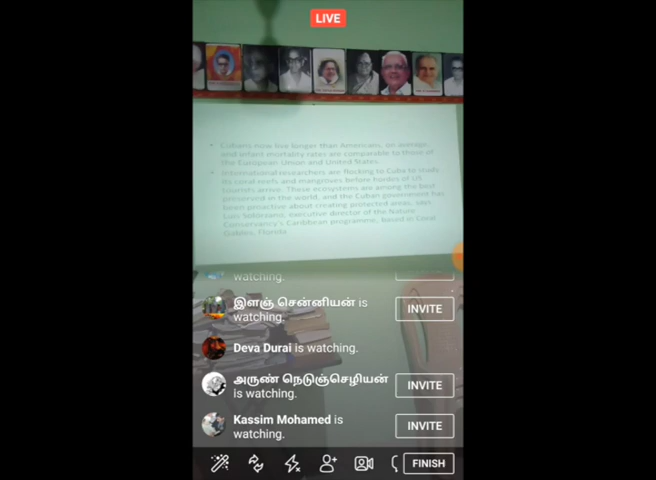 LIVE
• Cubans now live longer than Americans, on average,
and infant mortality rates are comparable to those of
the European Union and United States.
• International researchers are flocking to Cuba to study
its coral reefs and mangroves before hordes of US
tourists arrive. These ecosystems are among the best
preserved in the world, and the Cuban government has
been proactive about creating protected areas, says
Luis Solórzano, executive director of the Nature
Conservancy's Caribbean programme, based in Coral
Gables, Florida
watching.
இளஞ் சென்னியன் is
watching.
INVITE
Deva Durai is watching.
அருண் நெடுஞ்செழியன்
is watching.
INVITE
Kassim Mohamed is
watching.
INVITE
FINISH